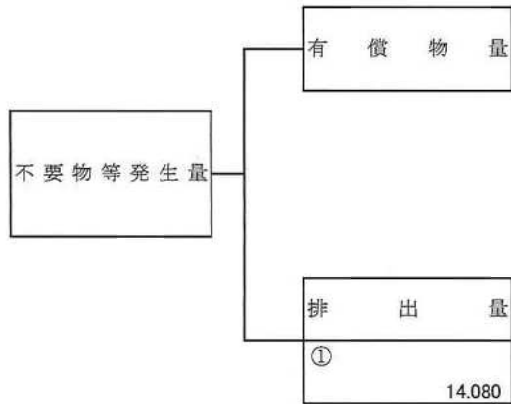 有償物量
不要物等発生量
排出量
①
14.080